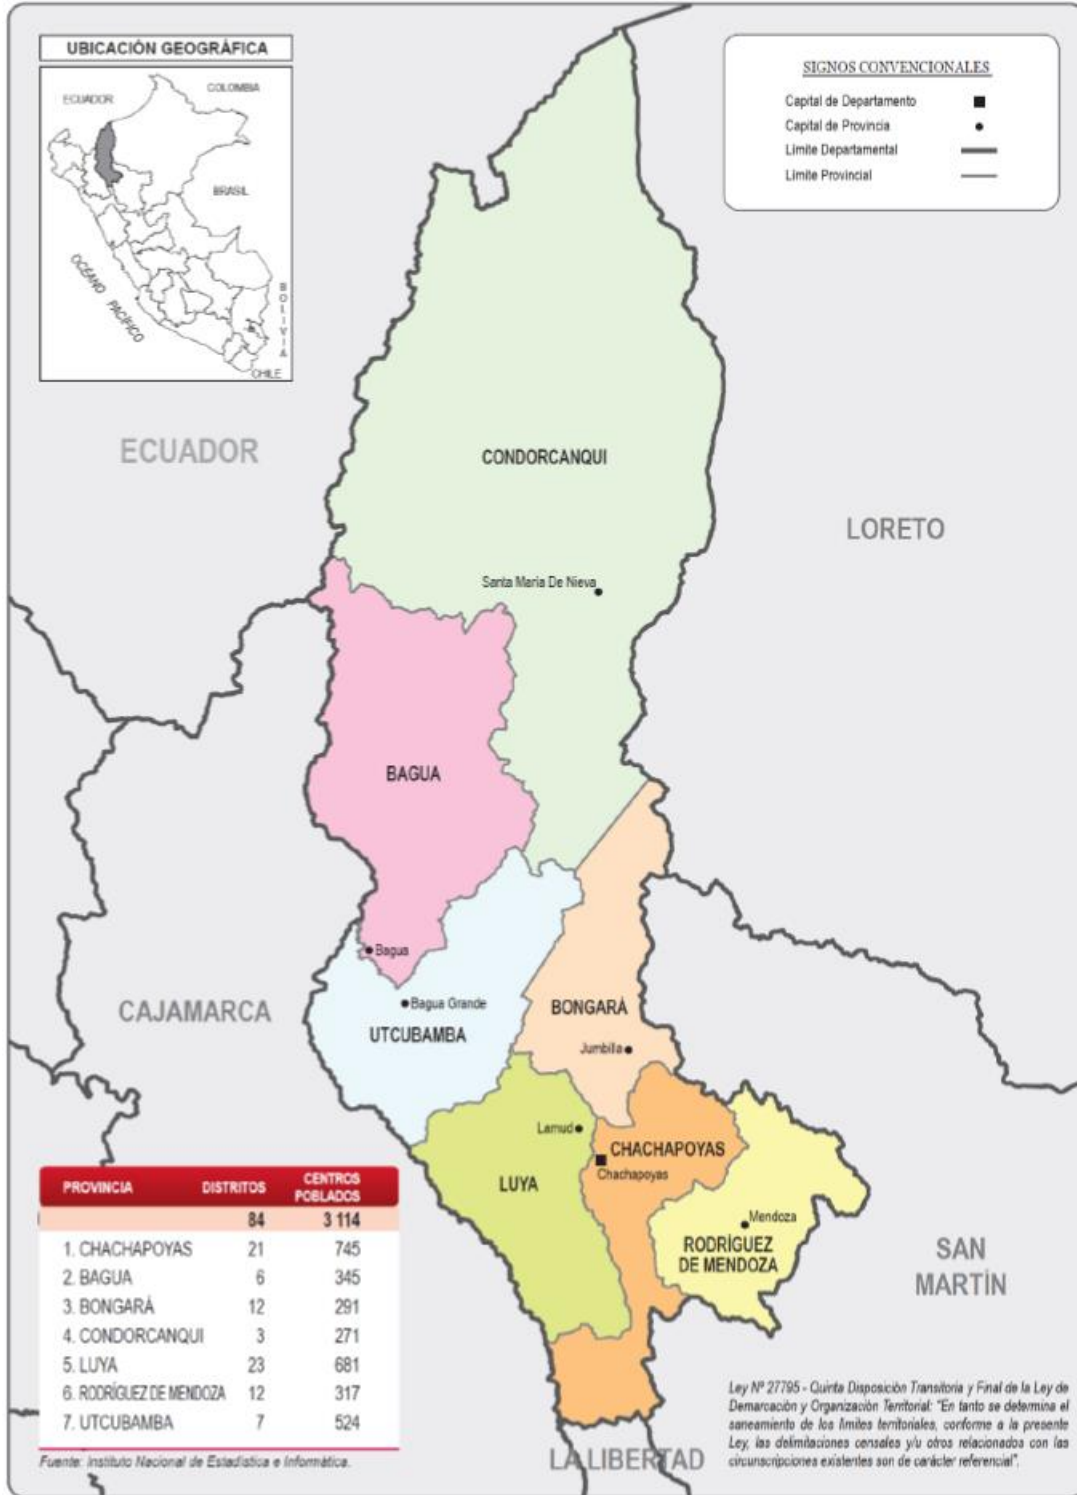 UBICACIÓN GEOGRÁFICA
ECUADOR
COLOMBIA
BRASIL
OCÉANO PACÍFICO
BOLIVIA
CHILE
SIGNOS CONVENCIONALES
Capital de Departamento
Capital de Provincia
Límite Departamental
Límite Provincial
ECUADOR
CONDORCANQUI
LORETO
Santa María De Nieva
BAGUA
Bagua
CAJAMARCA
Bagua Grande
UTCUBAMBA
BONGARÁ
Jumbilla
Lamud
CHACHAPOYAS
Chachapoyas
LUYA
Mendoza
RODRÍGUEZ
DE MENDOZA
SAN
MARTÍN
LA LIBERTAD
PROVINCIA DISTRITOS CENTROS POBLADOS
84 3 114
1. CHACHAPOYAS 21 745
2. BAGUA 6 345
3. BONGARÁ 12 291
4. CONDORCANQUI 3 271
5. LUYA 23 681
6. RODRÍGUEZ DE MENDOZA 12 317
7. UTCUBAMBA 7 524
Fuente: Instituto Nacional de Estadística e Informática.
Ley Nº 27795 - Quinta Disposición Transitoria y Final de la Ley de
Demarcación y Organización Territorial: "En tanto se determina el
saneamiento de los límites territoriales, conforme a la presente
Ley, las delimitaciones censales y/u otros relacionados con las
circunscripciones existentes son de carácter referencial".